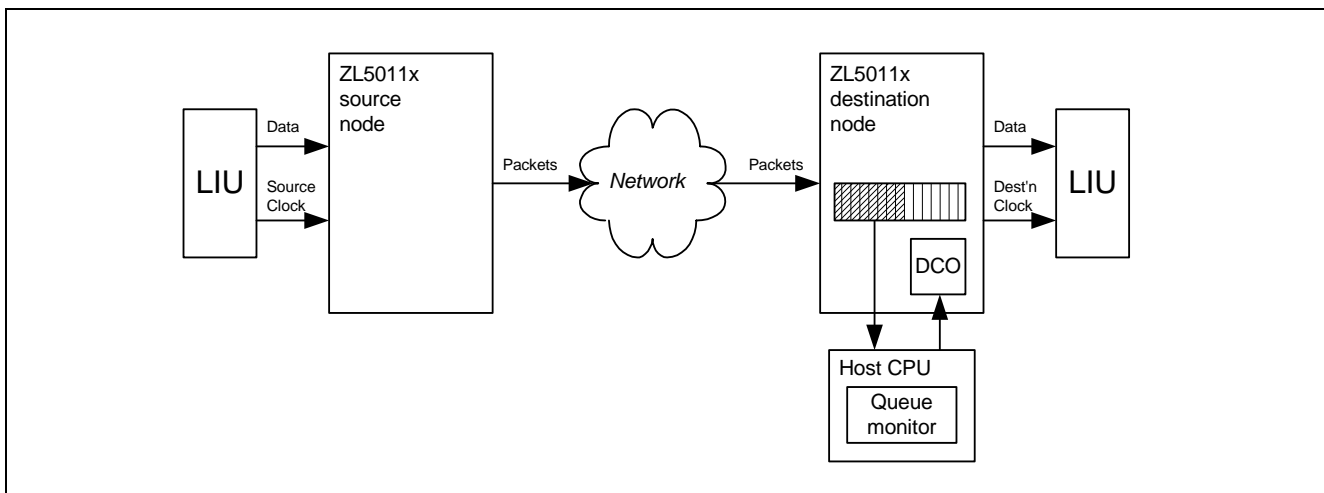 ZL5011x
source
node
LIU
Data
Source
Clock
Packets
Network
Packets
ZL5011x
destination
node
DCO
Data
Dest'n
Clock
LIU
Host CPU
Queue
monitor